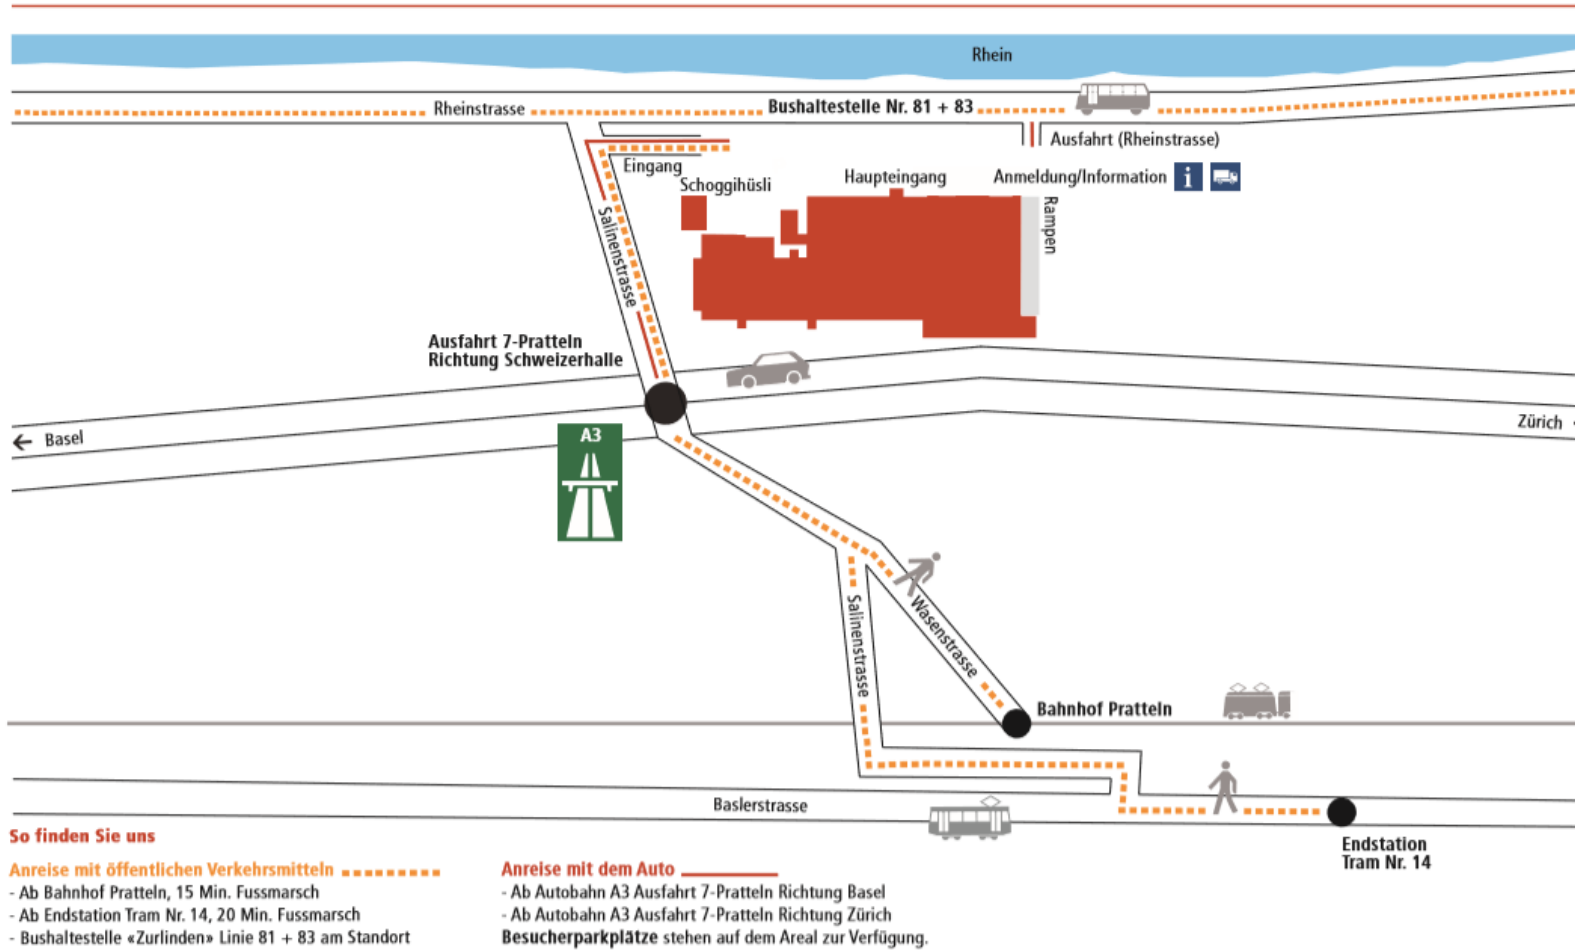 Rhein
Rheinstrasse
Bushaltestelle Nr. 81 + 83
Ausfahrt (Rheinstrasse)
Eingang
Schoggihüsli
Haupteingang
Anmeldung/Information
i
Rampen
Salinenstrasse
Ausfahrt 7-Pratteln
Richtung Schweizerhalle
← Basel
Zürich
A3
Salinenstrasse
Wasenstrasse
Bahnhof Pratteln
Baslerstrasse
Endstation
Tram Nr. 14
So finden Sie uns
Anreise mit öffentlichen Verkehrsmitteln
- Ab Bahnhof Pratteln, 15 Min. Fussmarsch
- Ab Endstation Tram Nr. 14, 20 Min. Fussmarsch
- Bushaltestelle «Zurlinden» Linie 81 + 83 am Standort
Anreise mit dem Auto
- Ab Autobahn A3 Ausfahrt 7-Pratteln Richtung Basel
- Ab Autobahn A3 Ausfahrt 7-Pratteln Richtung Zürich
Besucherparkplätze stehen auf dem Areal zur Verfügung.